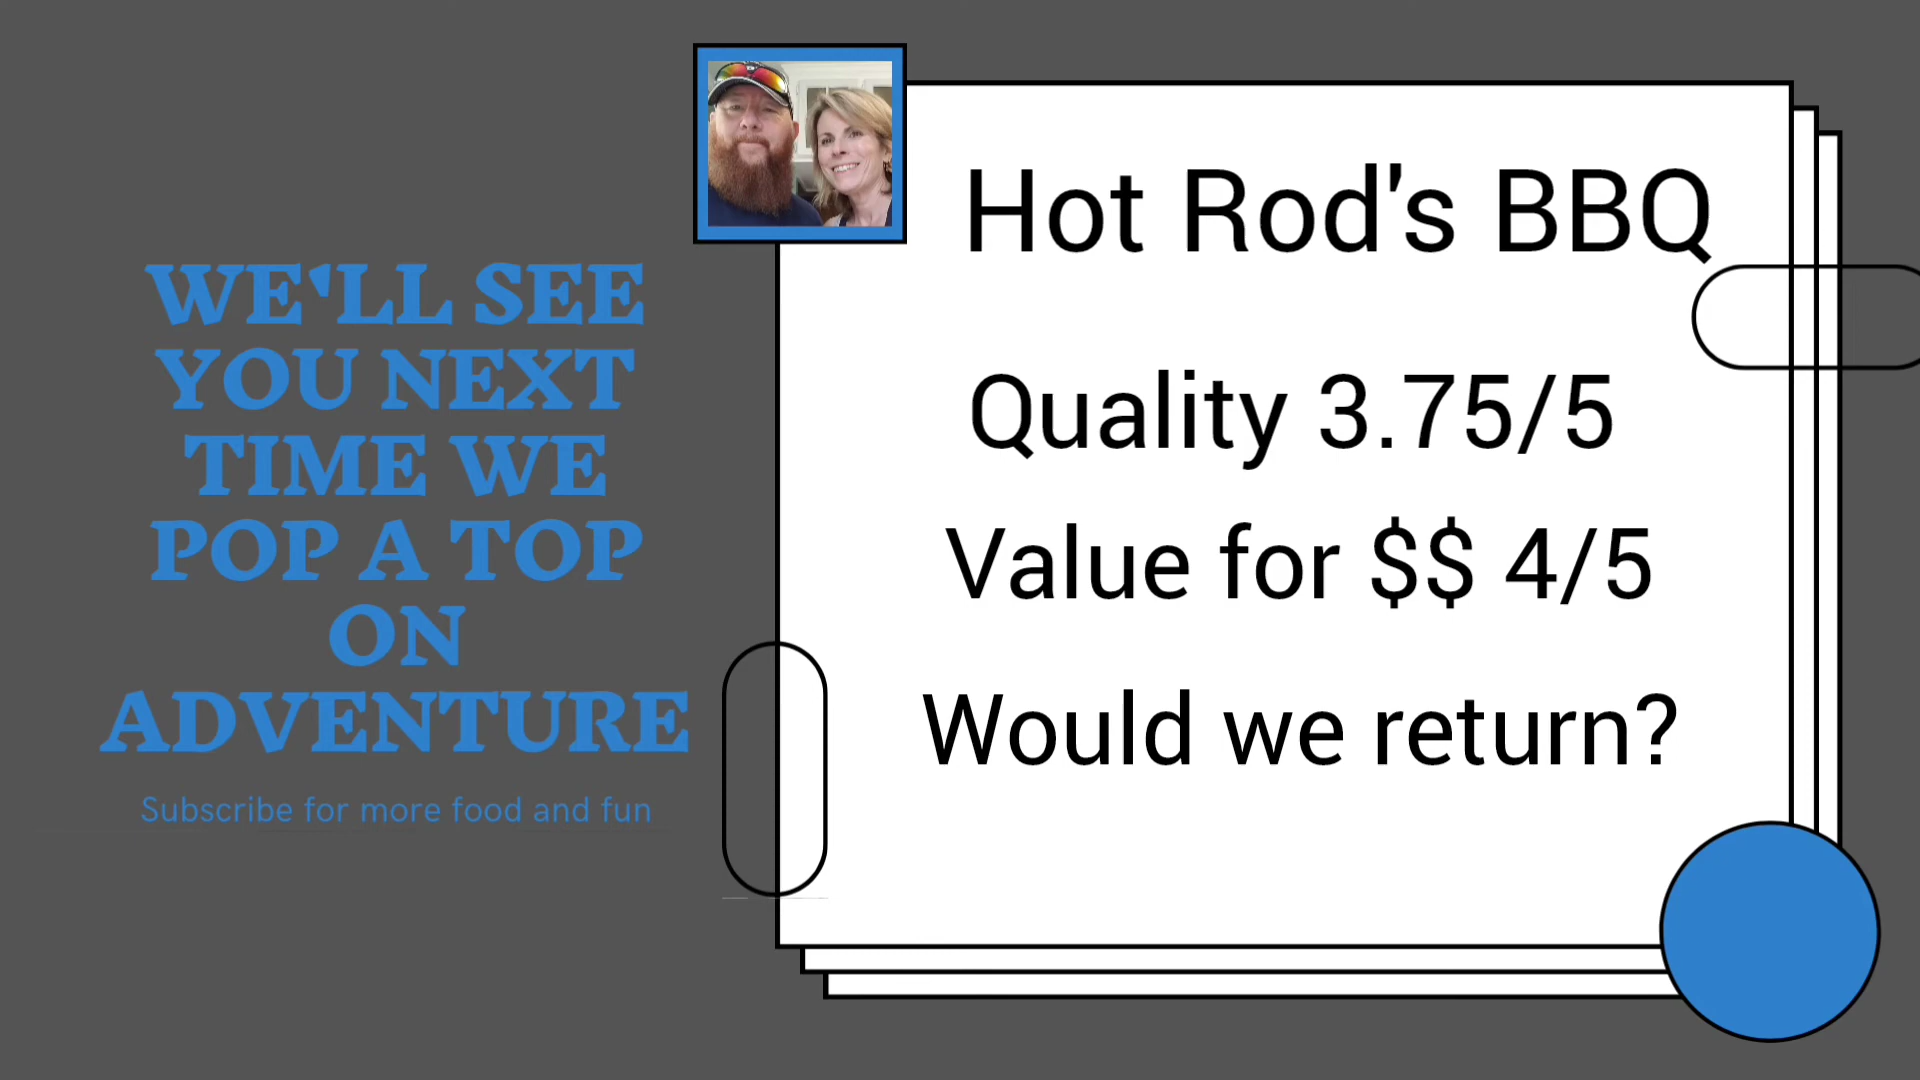 WE'LL SEE
YOU NEXT
TIME WE
POP A TOP
ON
ADVENTURE
Subscribe for more food and fun
Hot Rod's BBQ
Quality 3.75/5
Value for $$ 4/5
Would we return?